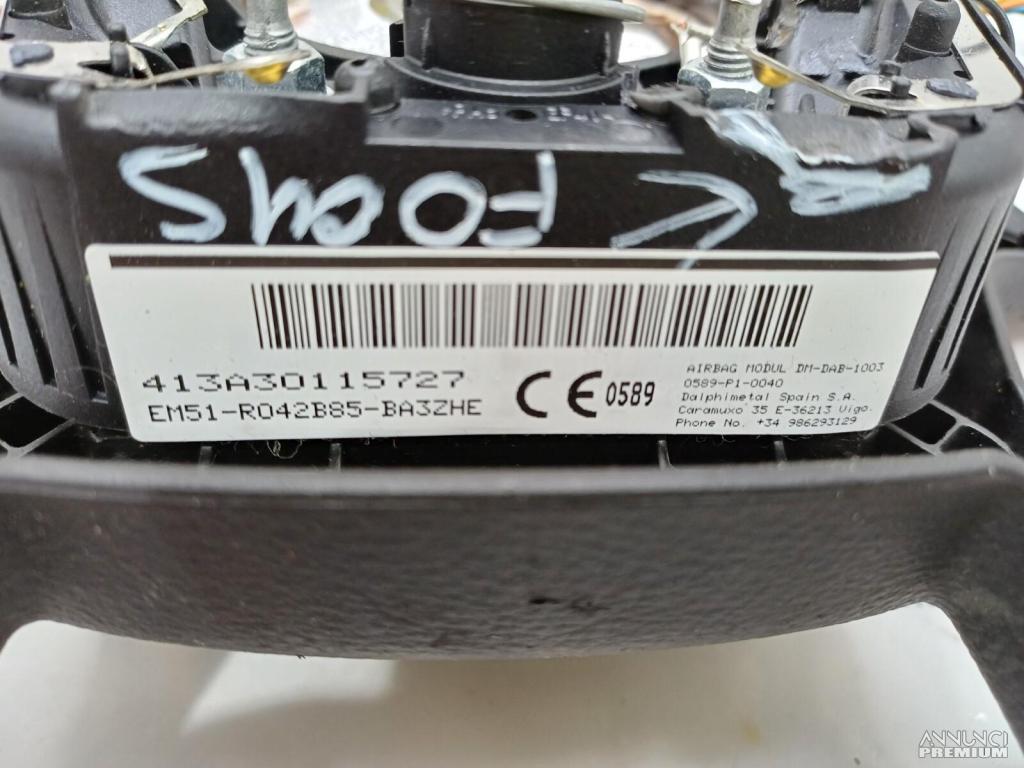 FOCUS
413A30115727
EM51-R042B85-BA3ZHE
CE 0589
AIRBAG MODUL DM-DAB-1003
0589-P1-0040
Dalphimetal Spain S.A.
Caramuxo 35 E-36213 Vigo.
Phone No. +34 986293129
ANNUNCI
PREMIUM